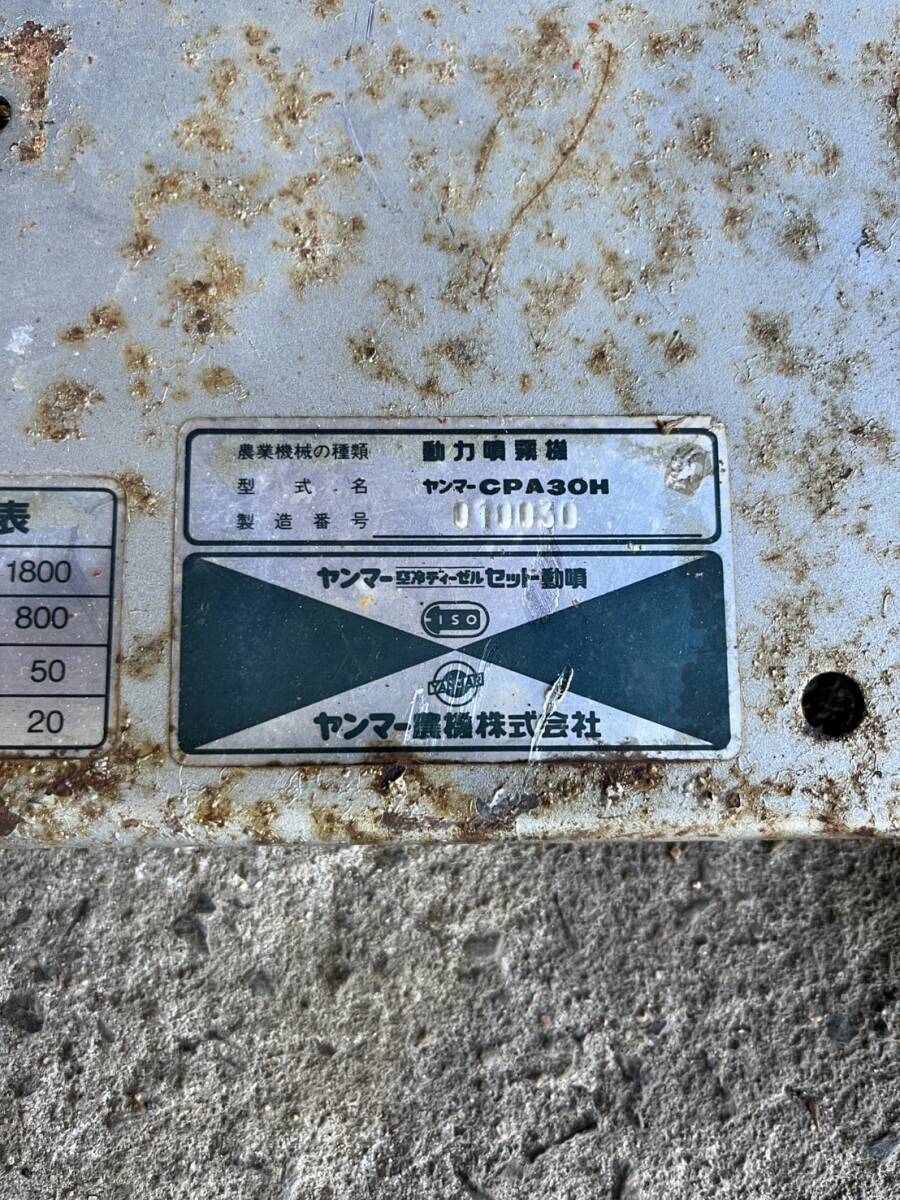 表
1800
800
50
20
農業機械の種類 動力噴霧機
型式名 ヤンマーCPA30H
製造番号 010030
ヤンマー空冷ディーゼルセット動噴
ISO
YANMAR
ヤンマー農機株式会社